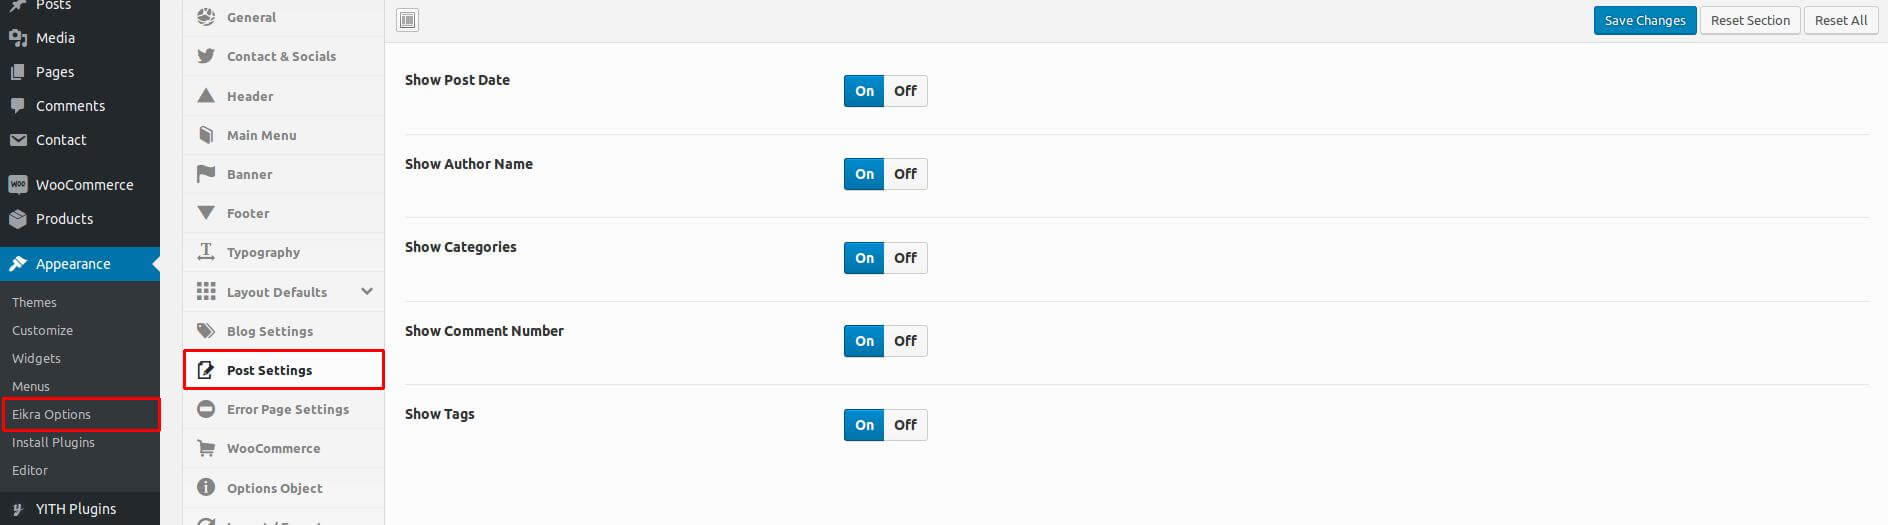 Posts
Media
Pages
Comments
Contact
WOO WooCommerce
Products
Appearance
Themes
Customize
Widgets
Menus
Eikra Options
Install Plugins
Editor
YITH Plugins
General
Contact & Socials
Header
Main Menu
Banner
Footer
Typography
Layout Defaults
Blog Settings
Post Settings
Error Page Settings
WooCommerce
Options Object
Save Changes Reset Section Reset All
Show Post Date On Off
Show Author Name On Off
Show Categories On Off
Show Comment Number On Off
Show Tags On Off